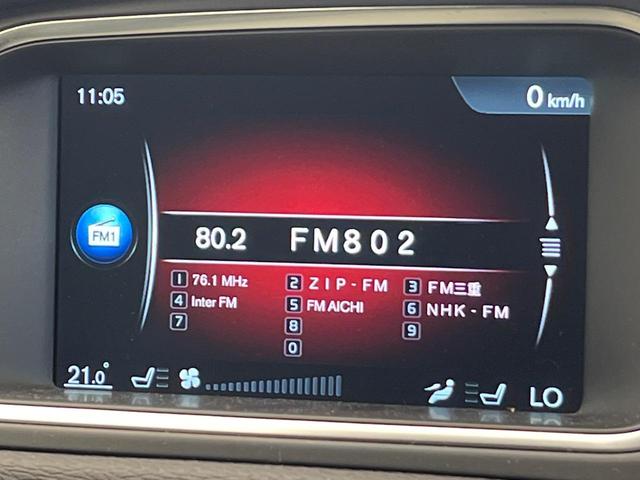 11:05 0 km/h
FM1 80.2 FM802
1 76.1 MHz 2 ZIP-FM 3 FM三重
4 Inter FM 5 FM AICHI 6 NHK-FM
7 8 9
0
21.0° LO